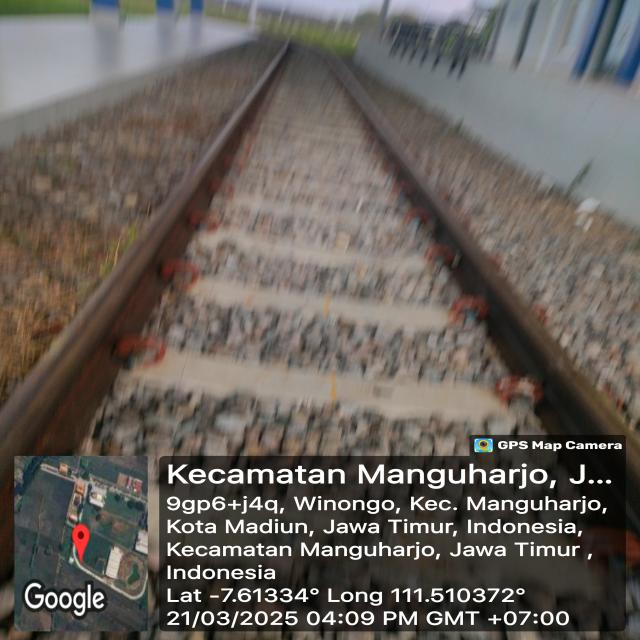 GPS Map Camera
Kecamatan Manguharjo, J...
9gp6+j4q, Winongo, Kec. Manguharjo,
Kota Madiun, Jawa Timur, Indonesia,
Kecamatan Manguharjo, Jawa Timur ,
Indonesia
Lat -7.61334° Long 111.510372°
21/03/2025 04:09 PM GMT +07:00
Google